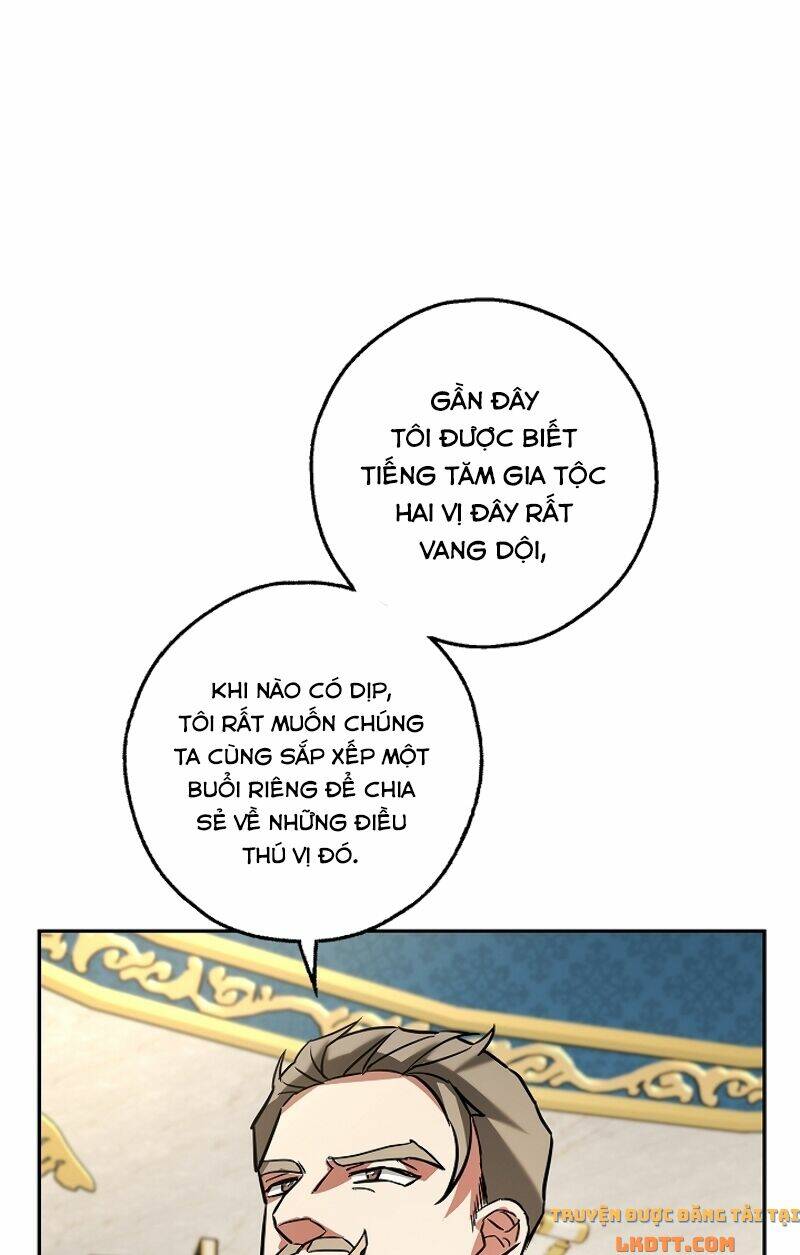 GẦN ĐÂY
TÔI ĐƯỢC BIẾT
TIẾNG TĂM GIA TỘC
HAI VỊ ĐÂY RẤT
VANG DỘI,
KHI NÀO CÓ DỊP,
TÔI RẤT MUỐN CHÚNG
TA CÙNG SẮP XẾP MỘT
BUỔI RIÊNG ĐỂ CHIA
SẺ VỀ NHỮNG ĐIỀU
THÚ VỊ ĐÓ.
TRUYỆN ĐƯỢC ĐĂNG TẢI TẠI
LKDTT.COM